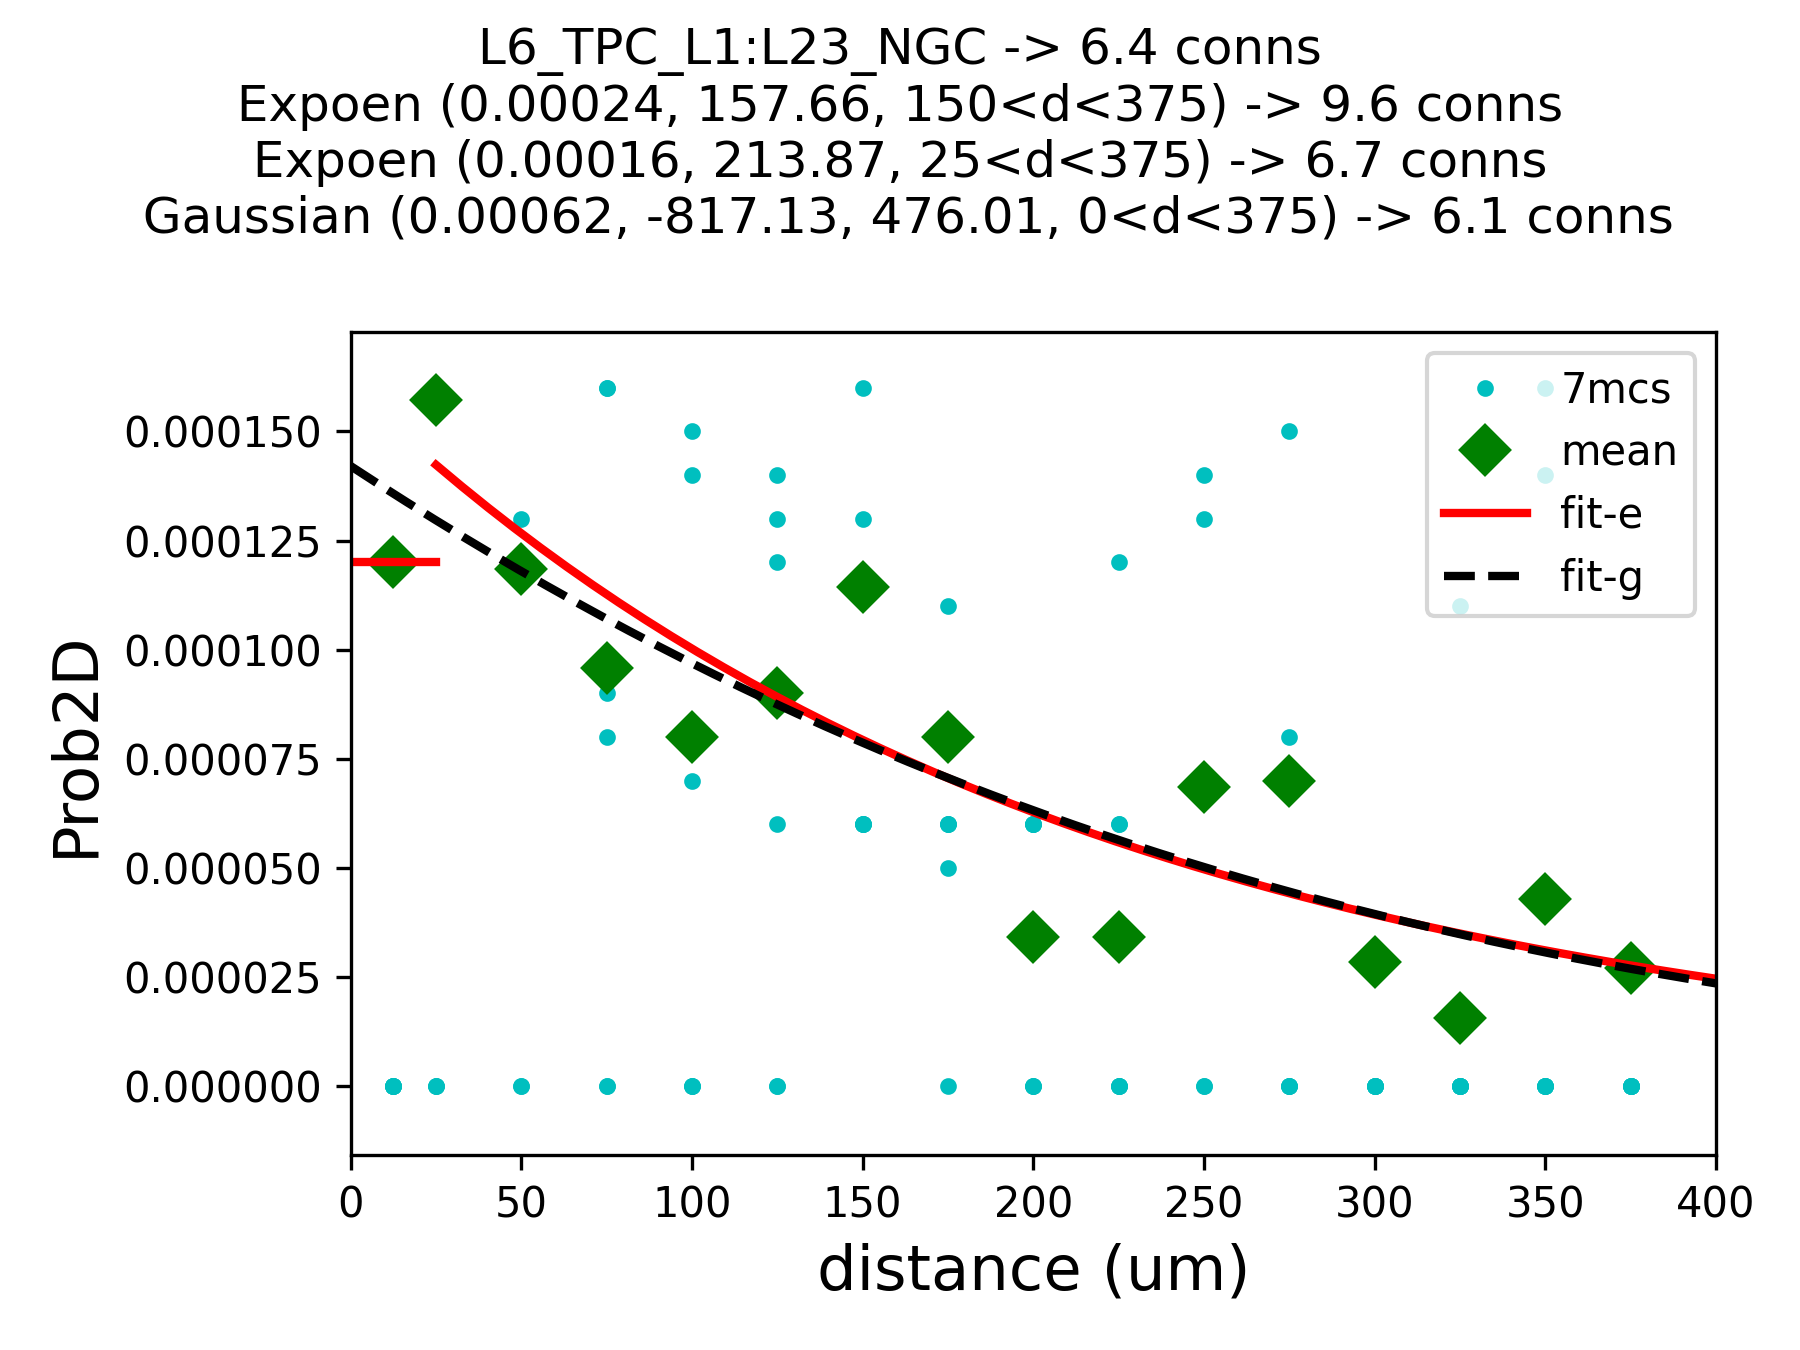 L6_TPC_L1:L23_NGC -> 6.4 conns
Expoen (0.00024, 157.66, 150<d<375) -> 9.6 conns
Expoen (0.00016, 213.87, 25<d<375) -> 6.7 conns
Gaussian (0.00062, -817.13, 476.01, 0<d<375) -> 6.1 conns
7mcs
mean
fit-e
fit-g
Prob2D
0.000150
0.000125
0.000100
0.000075
0.000050
0.000025
0.000000
0 50 100 150 200 250 300 350 400
distance (um)